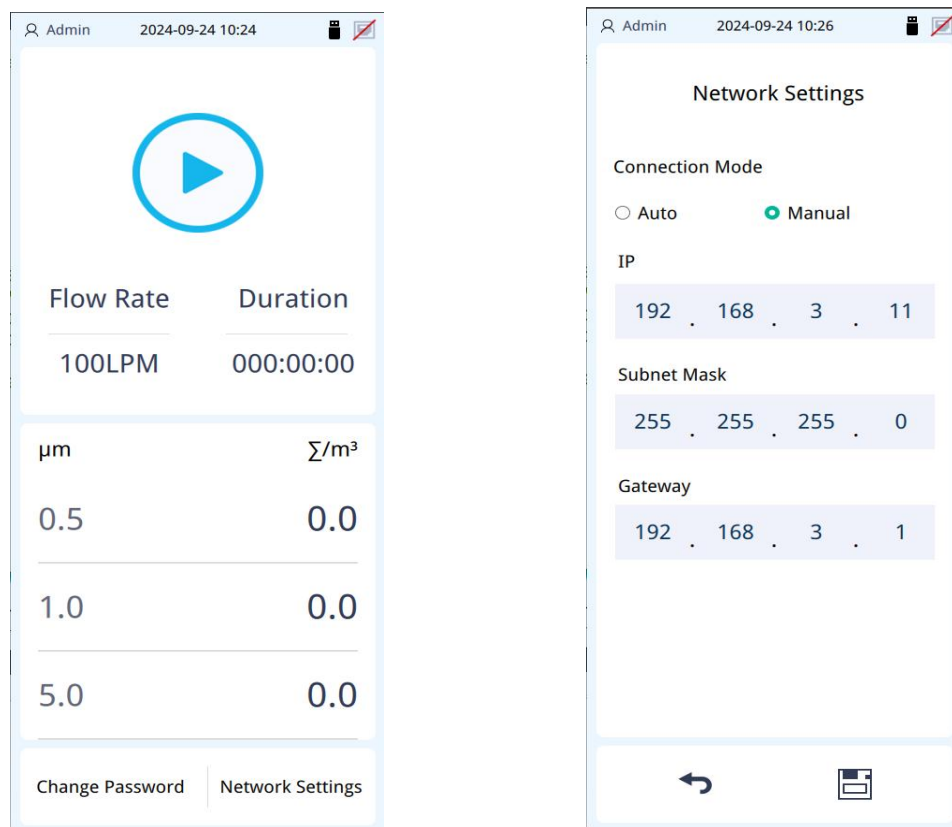 Admin 2024-09-24 10:24
Flow Rate Duration
100LPM 000:00:00
μm ∑/m³
0.5 0.0
1.0 0.0
5.0 0.0
Change Password Network Settings
Admin 2024-09-24 10:26
Network Settings
Connection Mode
Auto Manual
IP
192 . 168 . 3 . 11
Subnet Mask
255 . 255 . 255 . 0
Gateway
192 . 168 . 3 . 1